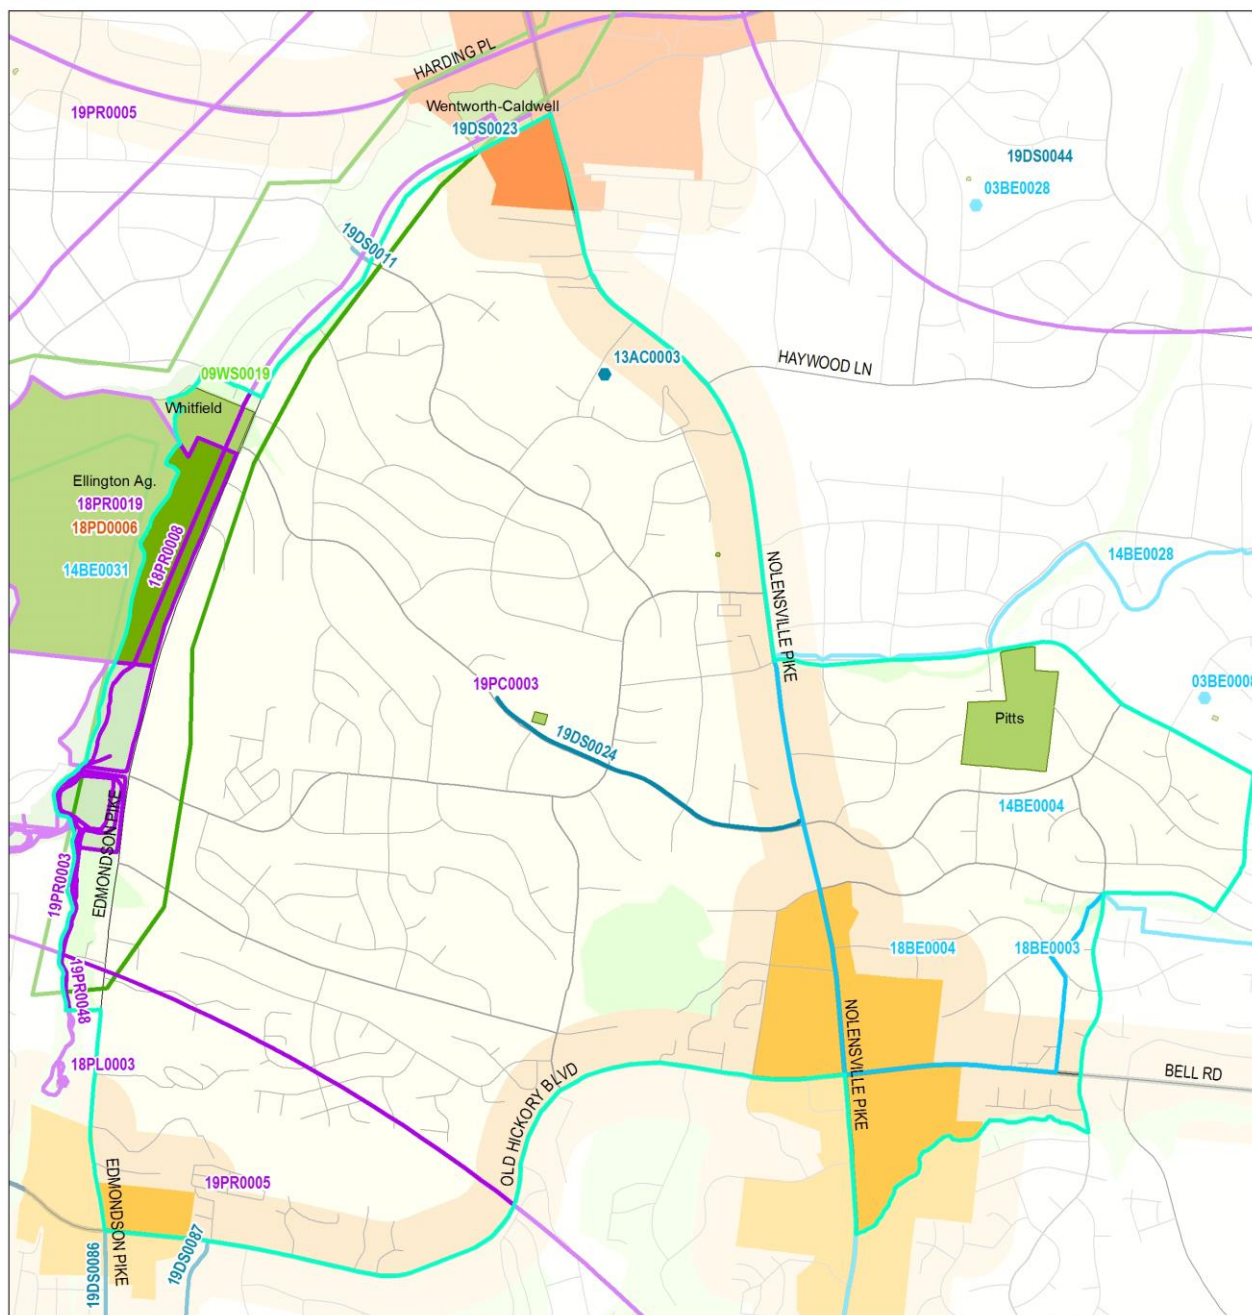 HARDING PL
Wentworth-Caldwell
19PR0005
19DS0023
19DS0044
03BE0028
19DS0011
13AC0003
HAYWOOD LN
09WS0019
Whitfield
Ellington Ag.
18PR0019
18PD0006
18PR0008
14BE0031
14BE0028
NOLENSVILLE PIKE
19PC0003
03BE0008
Pitts
19DS0024
14BE0004
EDMONDSON PIKE
19PR0003
18BE0004
18BE0003
19PR0048
NOLENSVILLE PIKE
18PL0003
BELL RD
OLD HICKORY BLVD
EDMONDSON PIKE
19PR0005
19DS0086
19DS0087